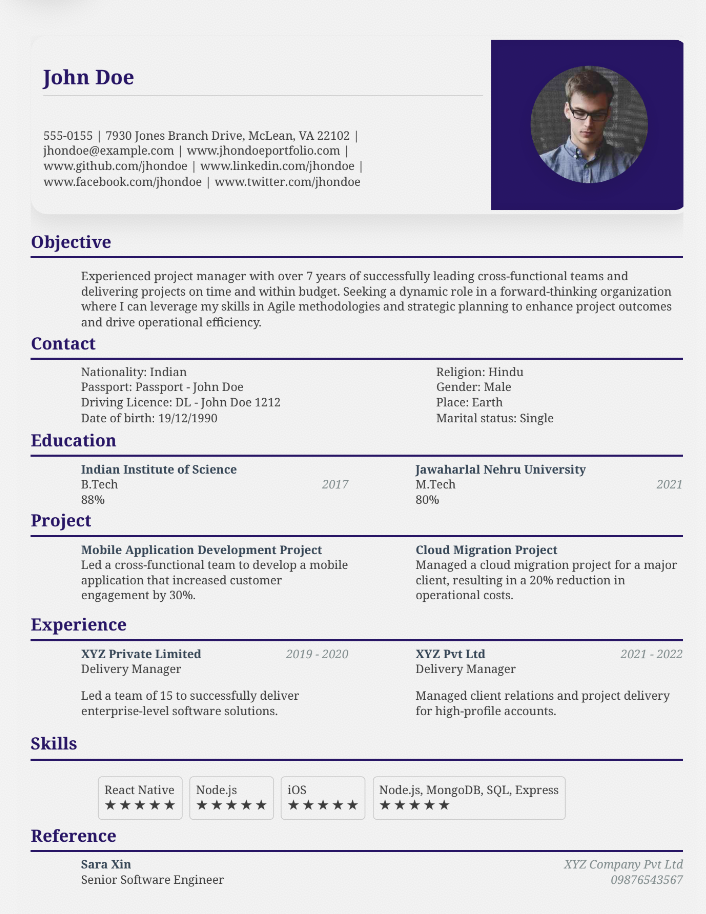 John Doe
555-0155 | 7930 Jones Branch Drive, McLean, VA 22102 |
jhondoe@example.com | www.jhondoeportfolio.com |
www.github.com/jhondoe | www.linkedin.com/jhondoe |
www.facebook.com/jhondoe | www.twitter.com/jhondoe
Objective
Experienced project manager with over 7 years of successfully leading cross-functional teams and
delivering projects on time and within budget. Seeking a dynamic role in a forward-thinking organization
where I can leverage my skills in Agile methodologies and strategic planning to enhance project outcomes
and drive operational efficiency.
Contact
Nationality: Indian
Passport: Passport - John Doe
Driving Licence: DL - John Doe 1212
Date of birth: 19/12/1990
Religion: Hindu
Gender: Male
Place: Earth
Marital status: Single
Education
Indian Institute of Science
B.Tech 2017
88%
Jawaharlal Nehru University
M.Tech 2021
80%
Project
Mobile Application Development Project
Led a cross-functional team to develop a mobile
application that increased customer
engagement by 30%.
Cloud Migration Project
Managed a cloud migration project for a major
client, resulting in a 20% reduction in
operational costs.
Experience
XYZ Private Limited 2019 - 2020
Delivery Manager
Led a team of 15 to successfully deliver
enterprise-level software solutions.
XYZ Pvt Ltd 2021 - 2022
Delivery Manager
Managed client relations and project delivery
for high-profile accounts.
Skills
React Native
★★★★★
Node.js
★★★★★
iOS
★★★★★
Node.js, MongoDB, SQL, Express
★★★★★
Reference
Sara Xin
Senior Software Engineer
XYZ Company Pvt Ltd
09876543567